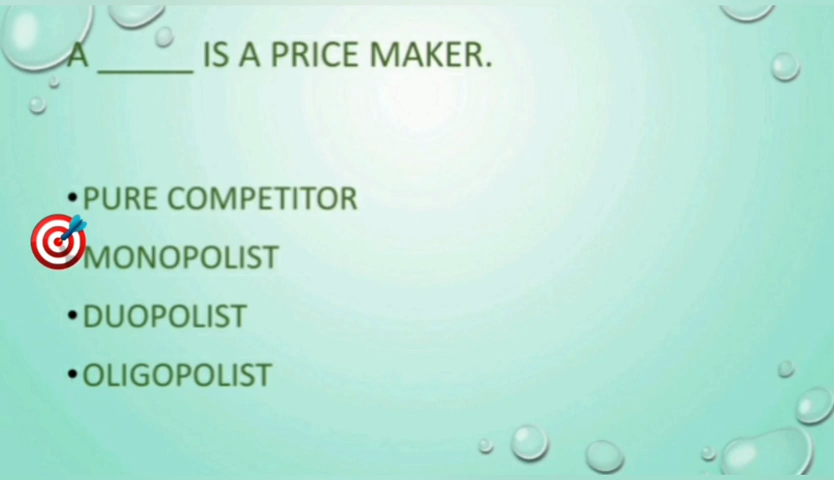 A ______ IS A PRICE MAKER.
•PURE COMPETITOR
MONOPOLIST
•DUOPOLIST
•OLIGOPOLIST